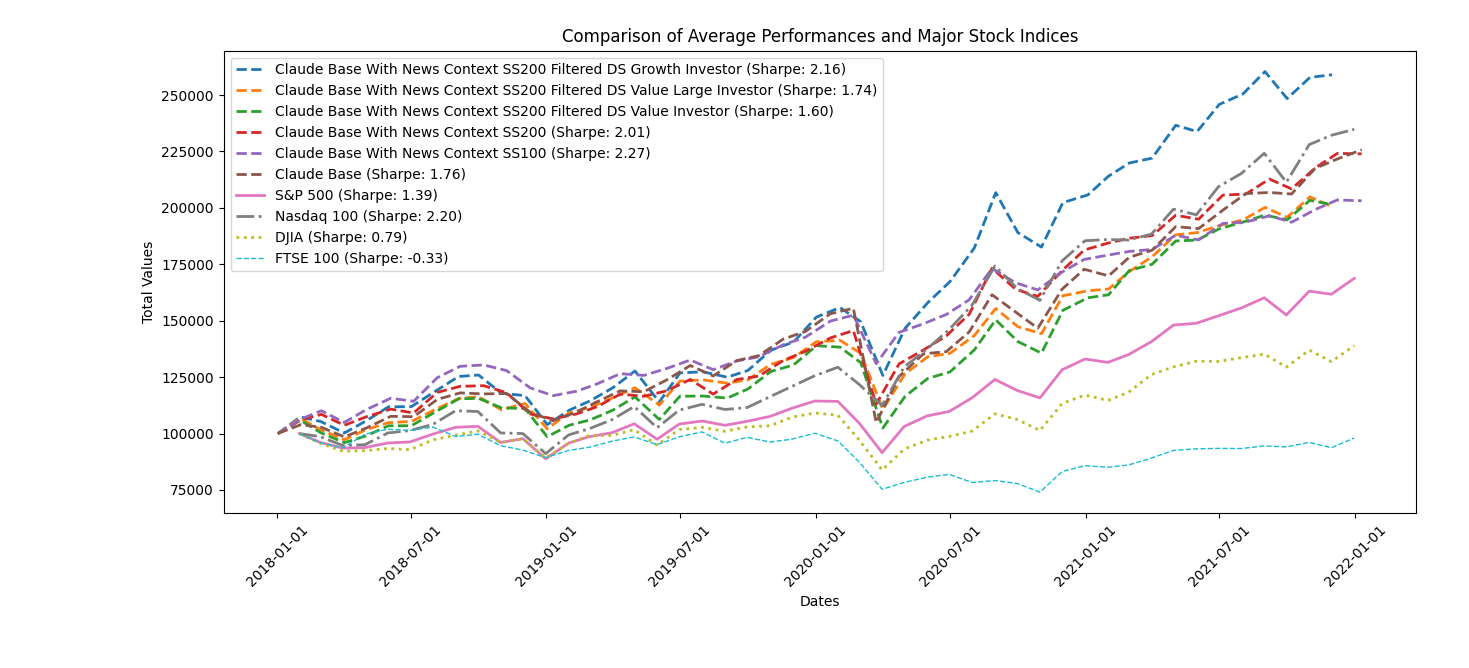 Comparison of Average Performances and Major Stock Indices
Claude Base With News Context SS200 Filtered DS Growth Investor (Sharpe: 2.16)
Claude Base With News Context SS200 Filtered DS Value Large Investor (Sharpe: 1.74)
Claude Base With News Context SS200 Filtered DS Value Investor (Sharpe: 1.60)
Claude Base With News Context SS200 (Sharpe: 2.01)
Claude Base With News Context SS100 (Sharpe: 2.27)
Claude Base (Sharpe: 1.76)
S&P 500 (Sharpe: 1.39)
Nasdaq 100 (Sharpe: 2.20)
DJIA (Sharpe: 0.79)
FTSE 100 (Sharpe: -0.33)
Total Values
250000
225000
200000
175000
150000
125000
100000
75000
2018-01-01
2018-07-01
2019-01-01
2019-07-01
2020-01-01
2020-07-01
2021-01-01
2021-07-01
2022-01-01
Dates